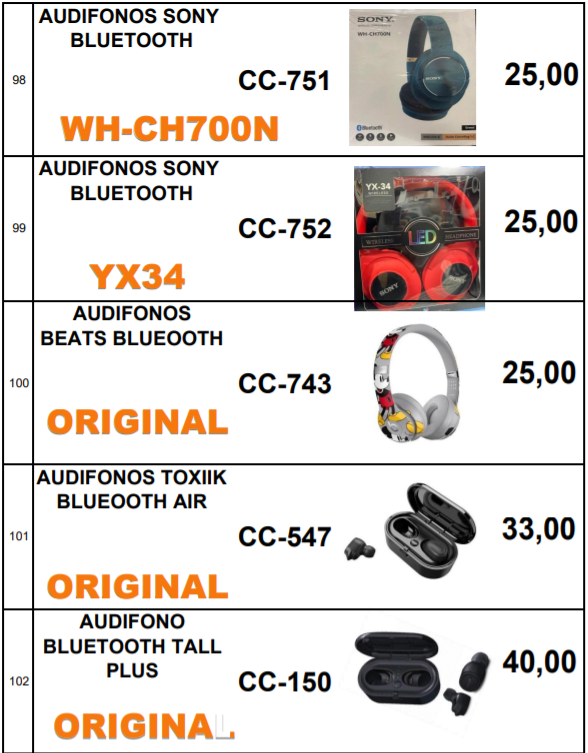 AUDIFONOS SONY
BLUETOOTH
98
CC-751
WH-CH700N
SONY
WH-CH700N
Bluetooth
25,00
AUDIFONOS SONY
BLUETOOTH
99
CC-752
YX34
YX-34
WIRELESS
WIRELESS LED HEADPHONE
SONY
25,00
AUDIFONOS
BEATS BLUEOOTH
100
CC-743
ORIGINAL
25,00
AUDIFONOS TOXIIK
BLUEOOTH AIR
101
CC-547
ORIGINAL
33,00
AUDIFONO
BLUETOOTH TALL
PLUS
102
CC-150
ORIGINAL
40,00